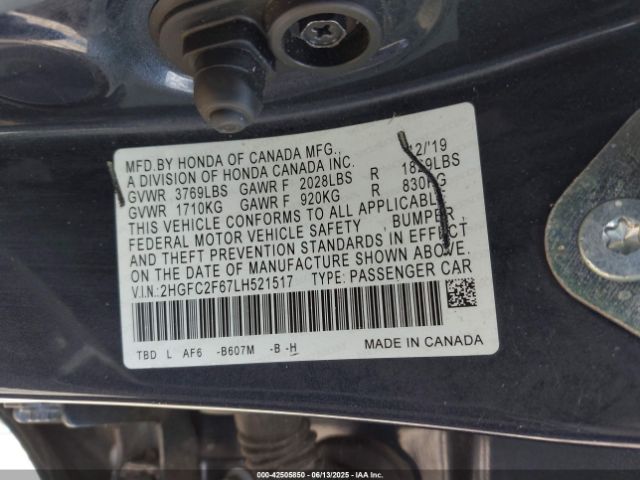 MFD.BY HONDA OF CANADA MFG., 12/'19
A DIVISION OF HONDA CANADA INC.
GVWR 3769LBS GAWR F 2028LBS R 1829LBS
GVWR 1710KG GAWR F 920KG R 830KG
THIS VEHICLE CONFORMS TO ALL APPLICABLE
FEDERAL MOTOR VEHICLE SAFETY, BUMPER,
AND THEFT PREVENTION STANDARDS IN EFFECT
ON THE DATE OF MANUFACTURE SHOWN ABOVE.
V.I.N.:2HGFC2F67LH521517 TYPE: PASSENGER CAR
TBD L AF6 -B607M -B -H
MADE IN CANADA
000-42505850 | 06/13/2025 - IAA Inc.